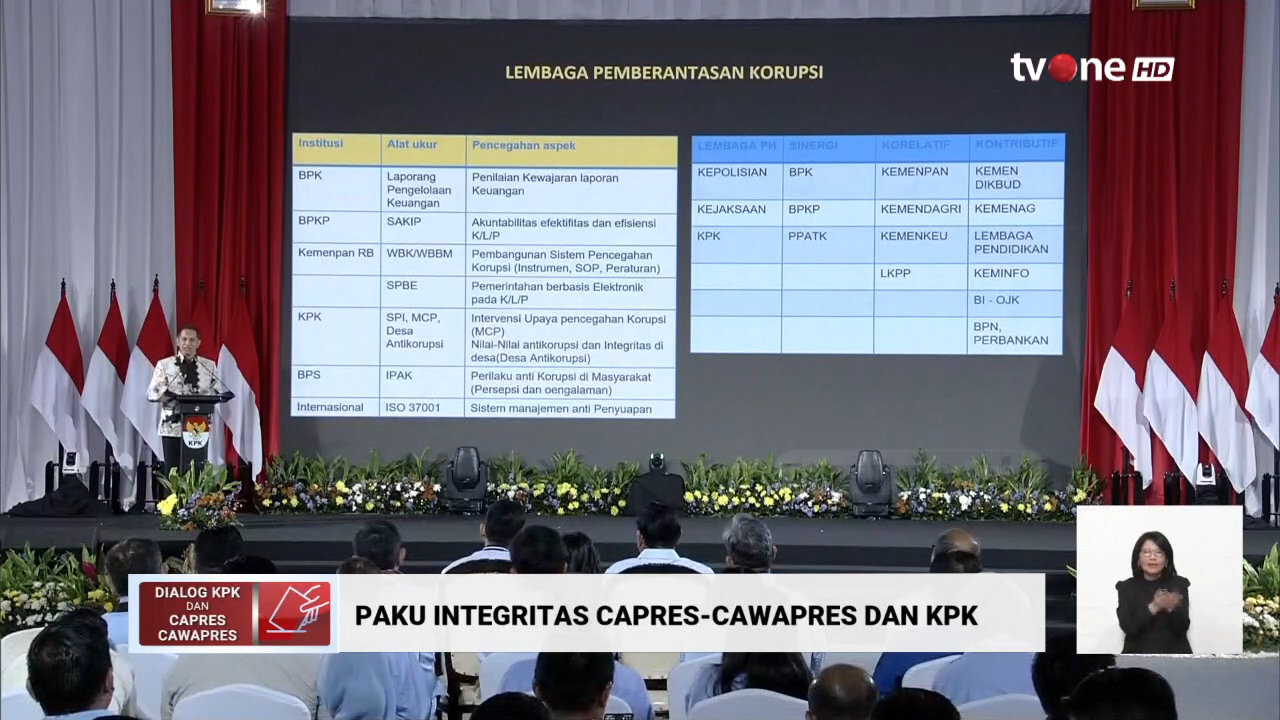 LEMBAGA PEMBERANTASAN KORUPSI
tvOne HD
Institusi Alat ukur Pencegahan aspek
BPK Laporan Pengelolaan Keuangan Penilaian Kewajaran laporan Keuangan
BPKP SAKIP Akuntabilitas efektifitas dan efisiensi K/L/P
Kemenpan RB WBK/WBBM Pembangunan Sistem Pencegahan Korupsi (Instrumen, SOP, Peraturan)
SPBE Pemerintahan berbasis Elektronik pada K/L/P
KPK SPI, MCP, Desa Antikorupsi Intervensi Upaya pencegahan Korupsi (MCP)
Nilai-Nilai antikorupsi dan Integritas di desa(Desa Antikorupsi)
BPS IPAK Perilaku anti Korupsi di Masyarakat (Persepsi dan oengalaman)
Internasional ISO 37001 Sistem manajemen anti Penyuapan
LEMBAGA PH SINERGI KORELATIF KONTRIBUTIF
KEPOLISIAN BPK KEMENPAN KEMEN DIKBUD
KEJAKSAAN BPKP KEMENDAGRI KEMENAG
KPK PPATK KEMENKEU LEMBAGA PENDIDIKAN
LKPP KEMINFO
BI - OJK
BPN, PERBANKAN
KPK
DIALOG KPK
DAN
CAPRES
CAWAPRES
PAKU INTEGRITAS CAPRES-CAWAPRES DAN KPK